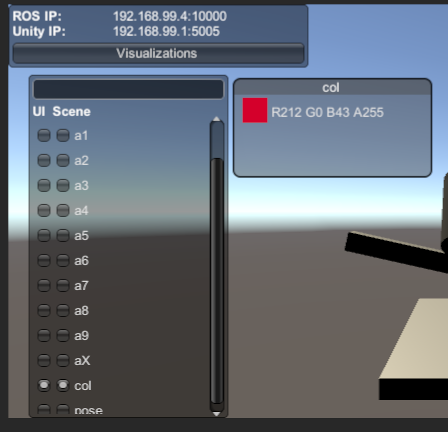 ROS IP: 192.168.99.4:10000
Unity IP: 192.168.99.1:5005
Visualizations
UI Scene
a1
a2
a3
a4
a5
a6
a7
a8
a9
aX
col
pose
col
R212 G0 B43 A255